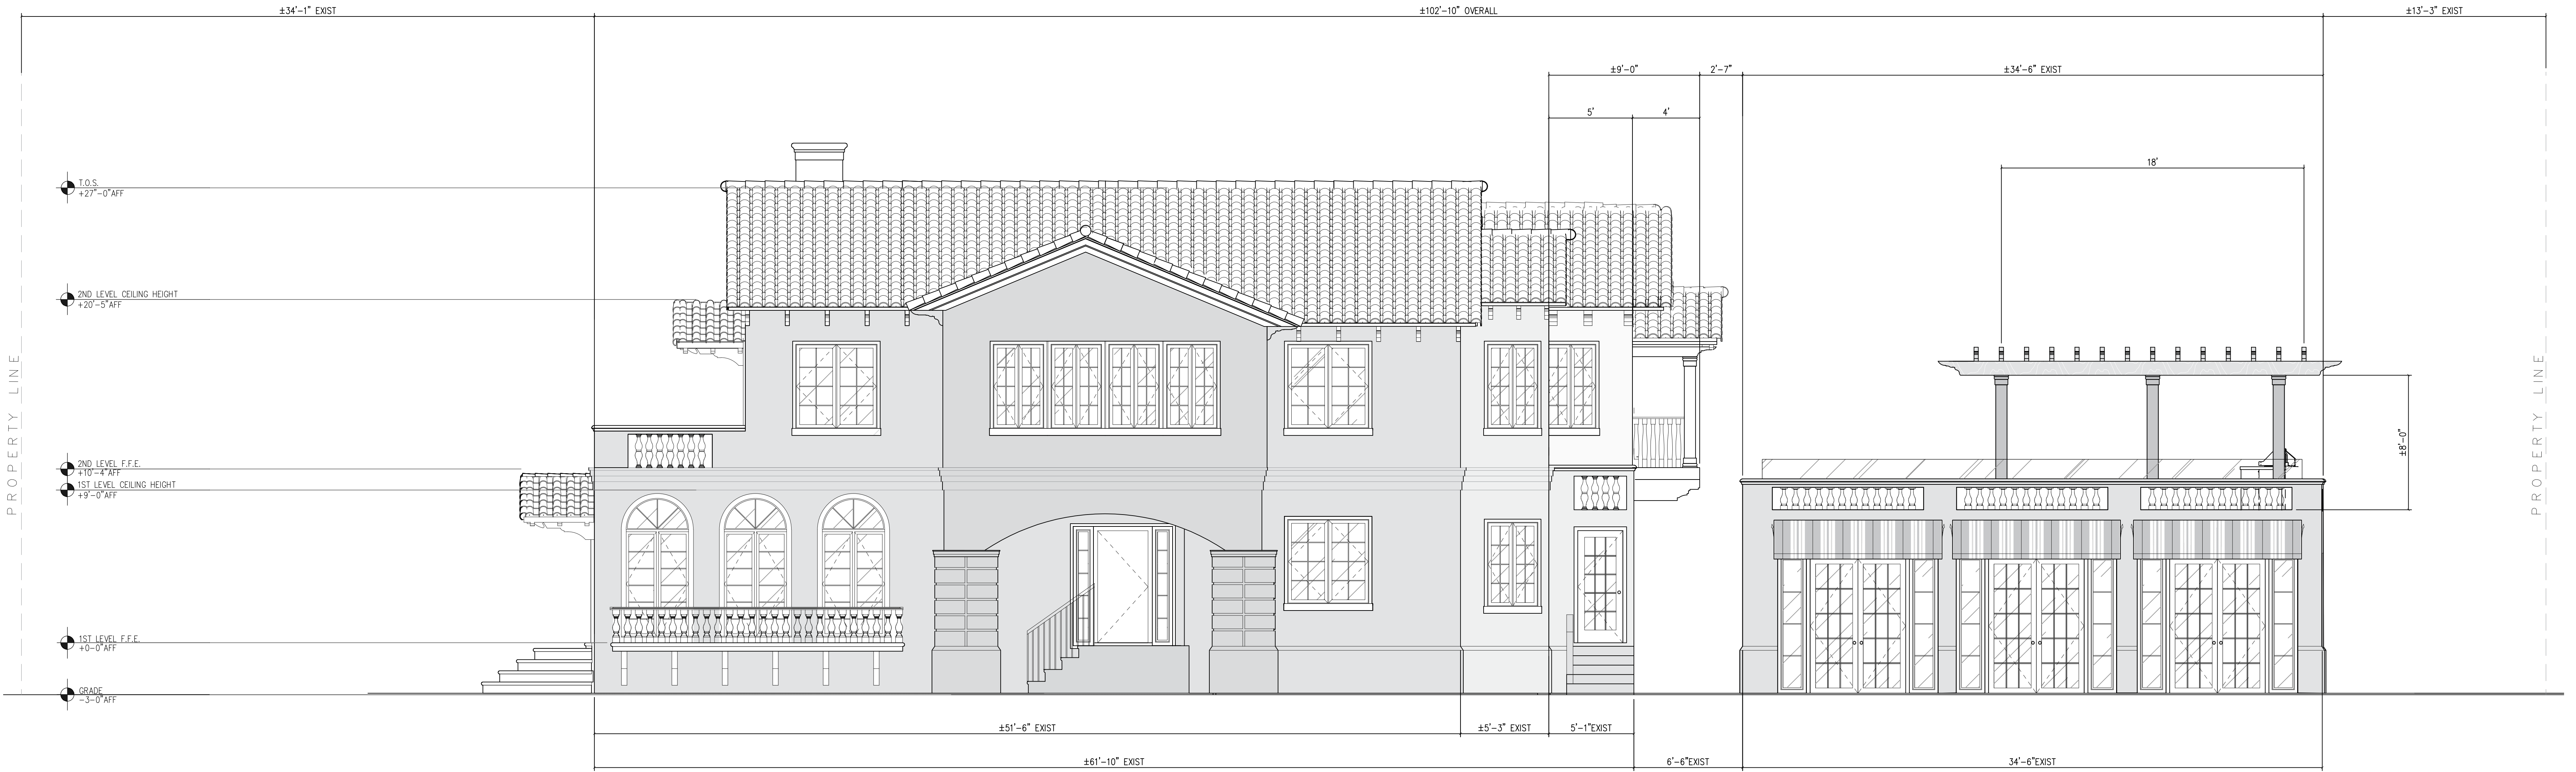 ±34'-1" EXIST
±102'-10" OVERALL
±13'-3" EXIST
±9'-0"
2'-7"
±34'-6" EXIST
5'
4'
18'
T.O.S.
+27"-0"AFF
2ND LEVEL CEILING HEIGHT
+20'-5"AFF
PROPERTY LINE
PROPERTY LINE
±8'-0"
2ND LEVEL F.F.E.
+10'-4"AFF
1ST LEVEL CEILING HEIGHT
+9'-0"AFF
1ST LEVEL F.F.E.
+0-0"AFF
GRADE
-3-0"AFF
±51'-6" EXIST
±5'-3" EXIST
5'-1"EXIST
±61'-10" EXIST
6'-6"EXIST
34'-6"EXIST